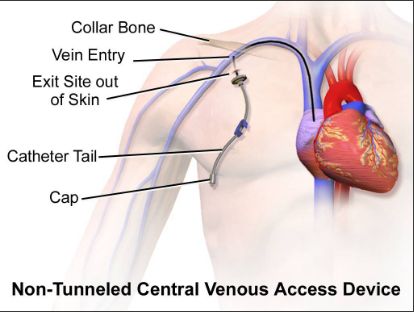 Collar Bone
Vein Entry
Exit Site out
of Skin
Catheter Tail
Cap
Non-Tunneled Central Venous Access Device